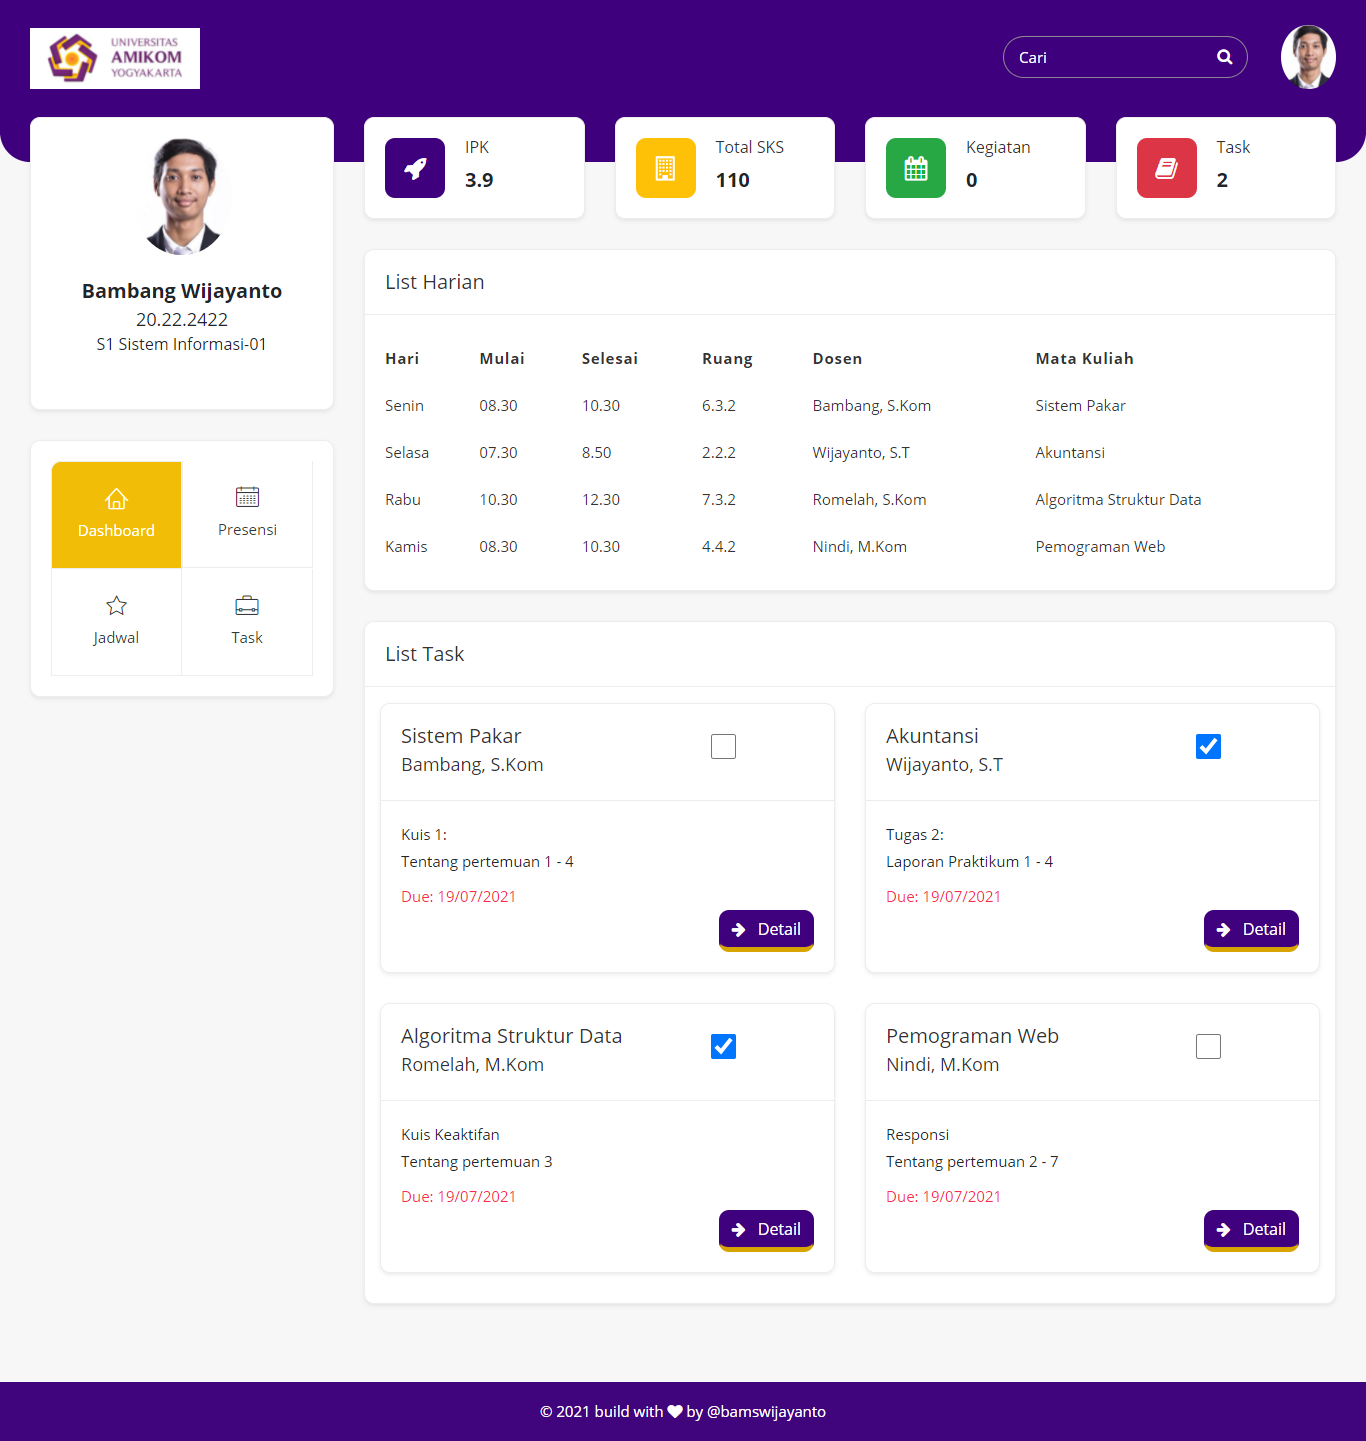 UNIVERSITAS
AMIKOM
YOGYAKARTA
Cari
Bambang Wijayanto
20.22.2422
S1 Sistem Informasi-01
Dashboard
Presensi
Jadwal
Task
IPK
3.9
Total SKS
110
Kegiatan
0
Task
2
List Harian
Hari Mulai Selesai Ruang Dosen Mata Kuliah
Senin 08.30 10.30 6.3.2 Bambang, S.Kom Sistem Pakar
Selasa 07.30 8.50 2.2.2 Wijayanto, S.T Akuntansi
Rabu 10.30 12.30 7.3.2 Romelah, S.Kom Algoritma Struktur Data
Kamis 08.30 10.30 4.4.2 Nindi, M.Kom Pemograman Web
List Task
Sistem Pakar
Bambang, S.Kom
Kuis 1:
Tentang pertemuan 1 - 4
Due: 19/07/2021
Detail
Akuntansi
Wijayanto, S.T
Tugas 2:
Laporan Praktikum 1 - 4
Due: 19/07/2021
Detail
Algoritma Struktur Data
Romelah, M.Kom
Kuis Keaktifan
Tentang pertemuan 3
Due: 19/07/2021
Detail
Pemograman Web
Nindi, M.Kom
Responsi
Tentang pertemuan 2 - 7
Due: 19/07/2021
Detail
© 2021 build with by @bamswijayanto